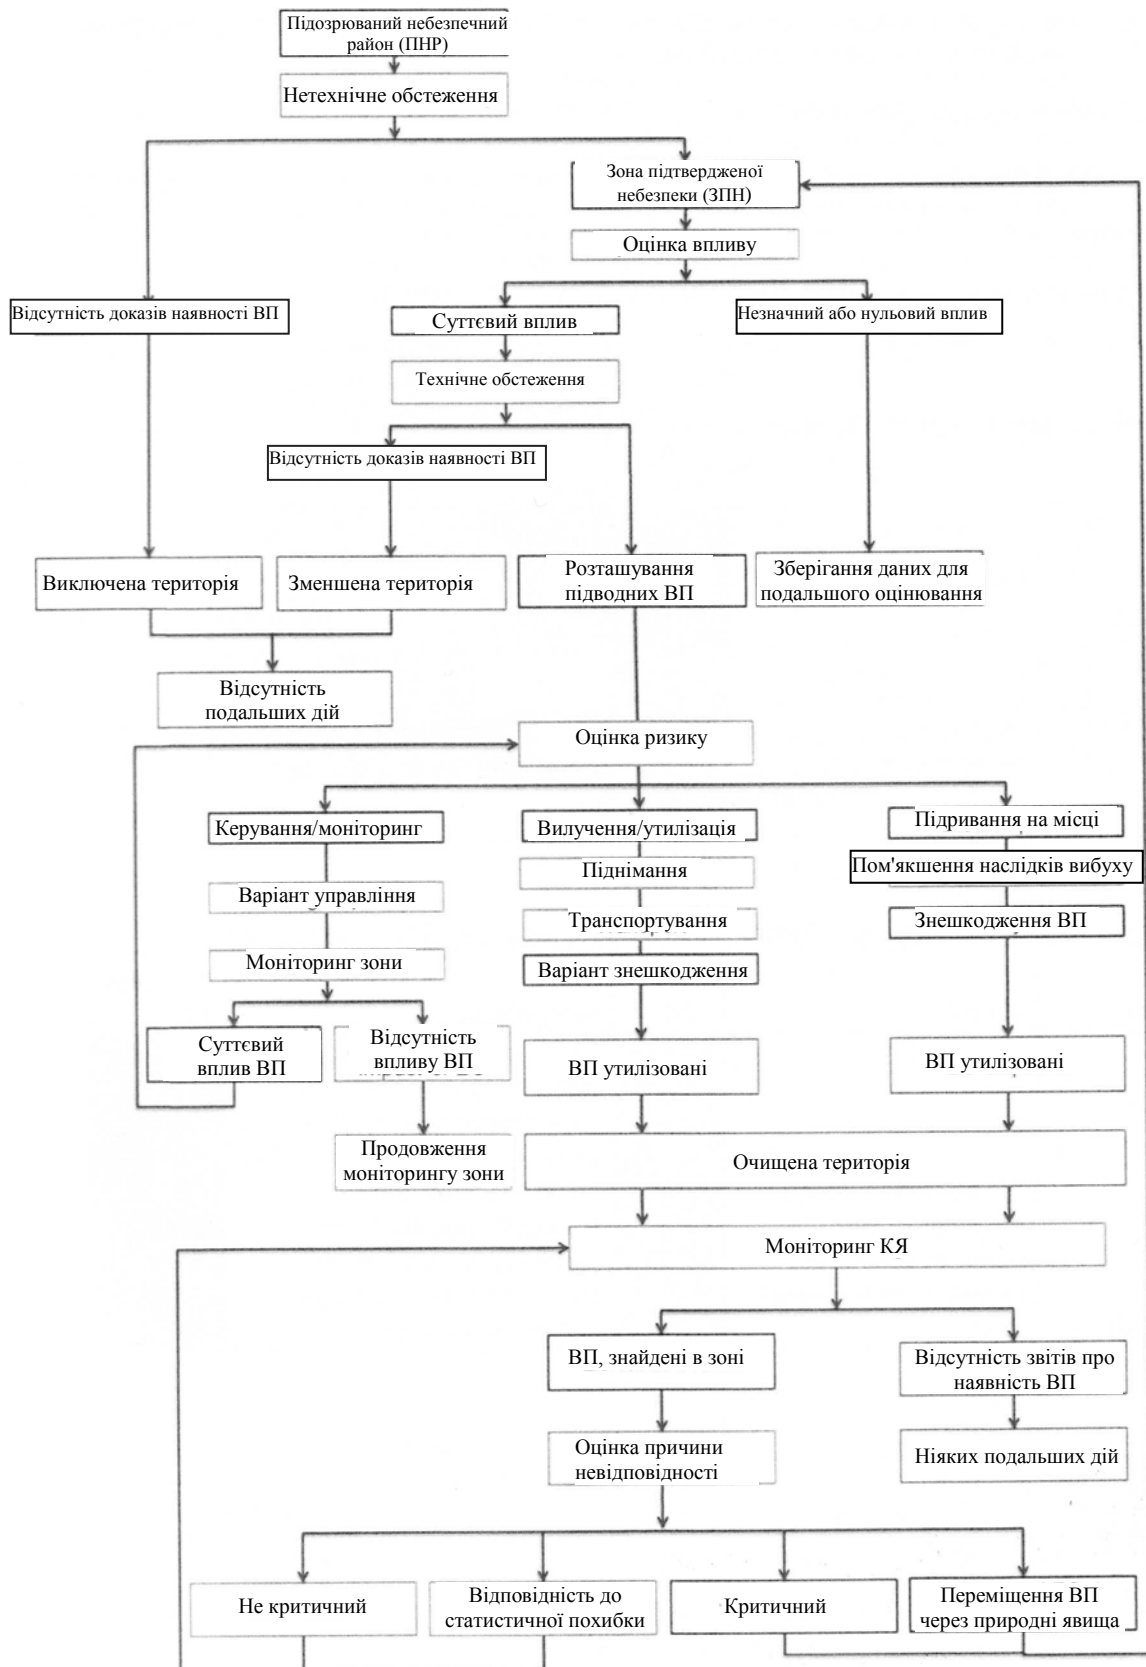 Підозрюваний небезпечний
район (ПНР)
Нетехнічне обстеження
Зона підтвердженої
небезпеки (ЗПН)
Оцінка впливу
Відсутність доказів наявності ВП
Суттєвий вплив
Незначний або нульовий вплив
Технічне обстеження
Відсутність доказів наявності ВП
Виключена територія
Зменшена територія
Розташування
підводних ВП
Зберігання даних для
подальшого оцінювання
Відсутність
подальших дій
Оцінка ризику
Керування/моніторинг
Вилучення/утилізація
Підривання на місці
Варіант управління
Піднімання
Пом'якшення наслідків вибуху
Транспортування
Знешкодження ВП
Моніторинг зони
Варіант знешкодження
Суттєвий
вплив ВП
Відсутність
впливу ВП
ВП утилізовані
ВП утилізовані
Продовження
моніторингу зони
Очищена територія
Моніторинг КЯ
ВП, знайдені в зоні
Відсутність звітів про
наявність ВП
Оцінка причини
невідповідності
Ніяких подальших дій
Не критичний
Відповідність до
статистичної похибки
Критичний
Переміщення ВП
через природні явища